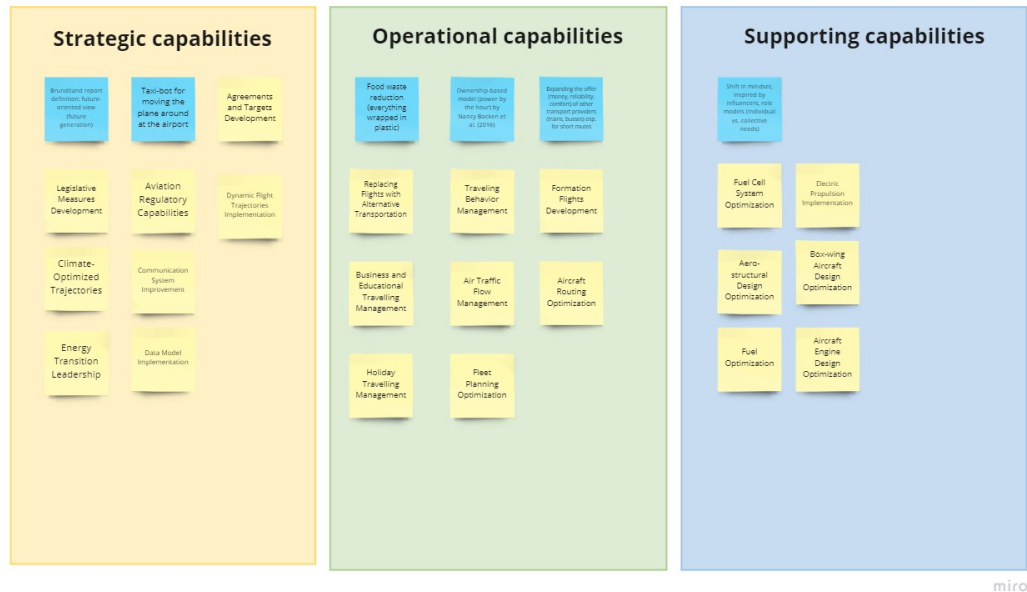 Strategic capabilities
Brundtland report
definition: future-
oriented view
(future
generation)
Taxi-bot for
moving the
plane around
at the airport
Agreements
and Targets
Development
Legislative
Measures
Development
Aviation
Regulatory
Capabilities
Dynamic Flight
Trajectories
Implementation
Climate-
Optimized
Trajectories
Communication
System
Improvement
Energy
Transition
Leadership
Data Model
Implementation
Operational capabilities
Food waste
reduction
(everything
wrapped in
plastic)
Ownership-based
model (power by
the hour) by
Nancy Bocken et
al. (2016)
Expanding the offer
(money, reliability,
comfort) of other
transport providers
(trains, busses) esp.
for short routes
Replacing
Flights with
Alternative
Transportation
Traveling
Behavior
Management
Formation
Flights
Development
Business and
Educational
Travelling
Management
Air Traffic
Flow
Management
Aircraft
Routing
Optimization
Holiday
Travelling
Management
Fleet
Planning
Optimization
Supporting capabilities
Shift in mindset,
inspired by
influencers, role
models (individual
vs. collective
needs)
Fuel Cell
System
Optimization
Electric
Propulsion
Implementation
Aero-
structural
Design
Optimization
Box-wing
Aircraft
Design
Optimization
Fuel
Optimization
Aircraft
Engine
Design
Optimization
miro